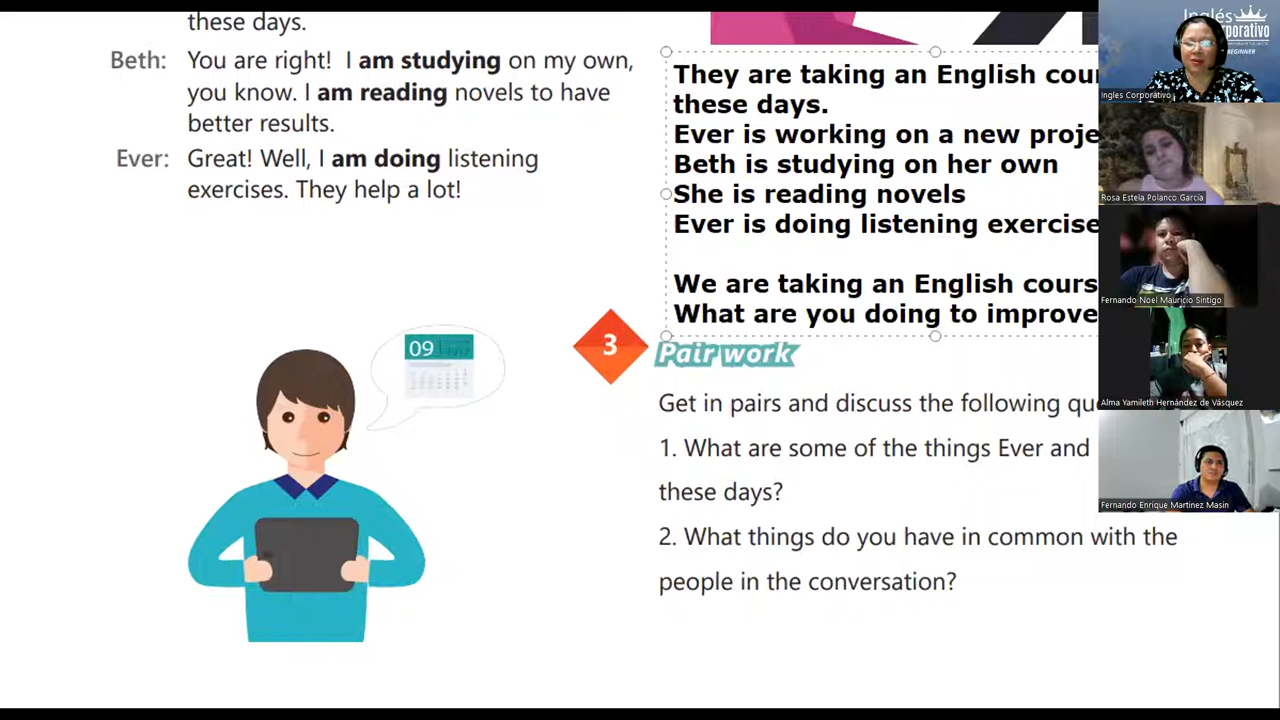 these days.
Beth: You are right! I am studying on my own,
you know. I am reading novels to have
better results.
Ever: Great! Well, I am doing listening
exercises. They help a lot!
09
They are taking an English cour
these days.
Ever is working on a new proje
Beth is studying on her own
She is reading novels
Ever is doing listening exercise
We are taking an English cours
What are you doing to improve
3 Pair work
Get in pairs and discuss the following qu
1. What are some of the things Ever and
these days?
2. What things do you have in common with the
people in the conversation?
Inglés
rporativo
BEGINNER
Ingles Corporativo
Rosa Estela Polanco García
Fernando Noel Mauricio Sintigo
Alma Yamileth Hernández de Vásquez
Fernando Enrique Martinez Masin